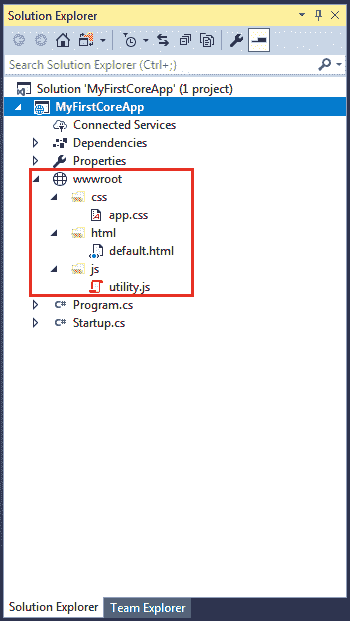 Solution Explorer
Search Solution Explorer (Ctrl+;)
Solution 'MyFirstCoreApp' (1 project)
MyFirstCoreApp
Connected Services
Dependencies
Properties
wwwroot
css
app.css
html
default.html
js
utility.js
C# Program.cs
C# Startup.cs
Solution Explorer Team Explorer